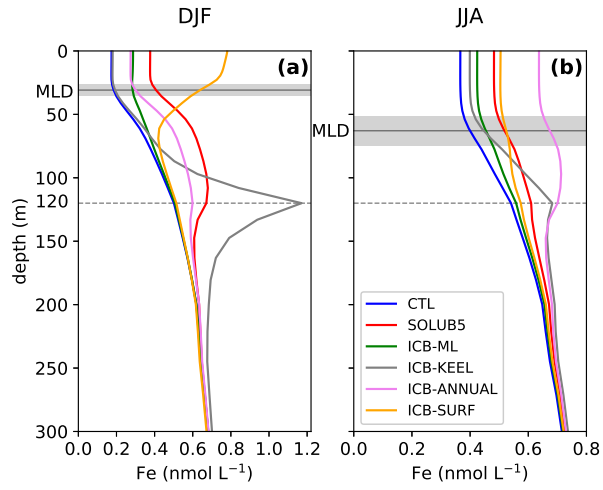 DJF
JJA
0
50
100
120
150
200
250
300
MLD
depth (m)
(a)
0.0 0.2 0.4 0.6 0.8 1.0 1.2
Fe (nmol L⁻¹)
MLD
(b)
CTL
SOLUB5
ICB-ML
ICB-KEEL
ICB-ANNUAL
ICB-SURF
0.0 0.2 0.4 0.6 0.8
Fe (nmol L⁻¹)